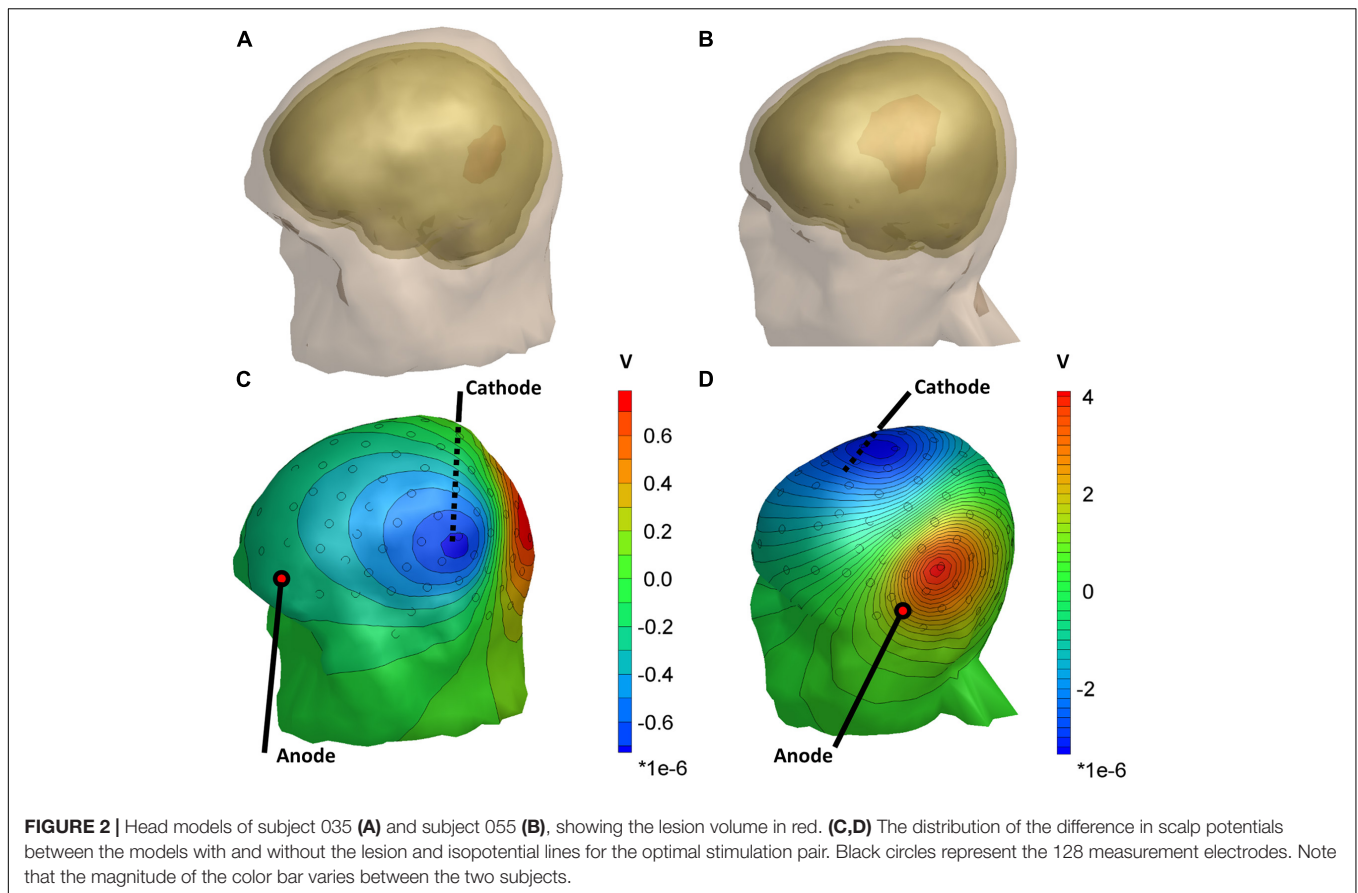 A
B
C
Cathode
V
0.6
0.4
0.2
0.0
-0.2
-0.4
-0.6
*1e-6
Anode
D
Cathode
V
4
2
0
-2
*1e-6
Anode
FIGURE 2 | Head models of subject 035 (A) and subject 055 (B), showing the lesion volume in red. (C,D) The distribution of the difference in scalp potentials
between the models with and without the lesion and isopotential lines for the optimal stimulation pair. Black circles represent the 128 measurement electrodes. Note
that the magnitude of the color bar varies between the two subjects.